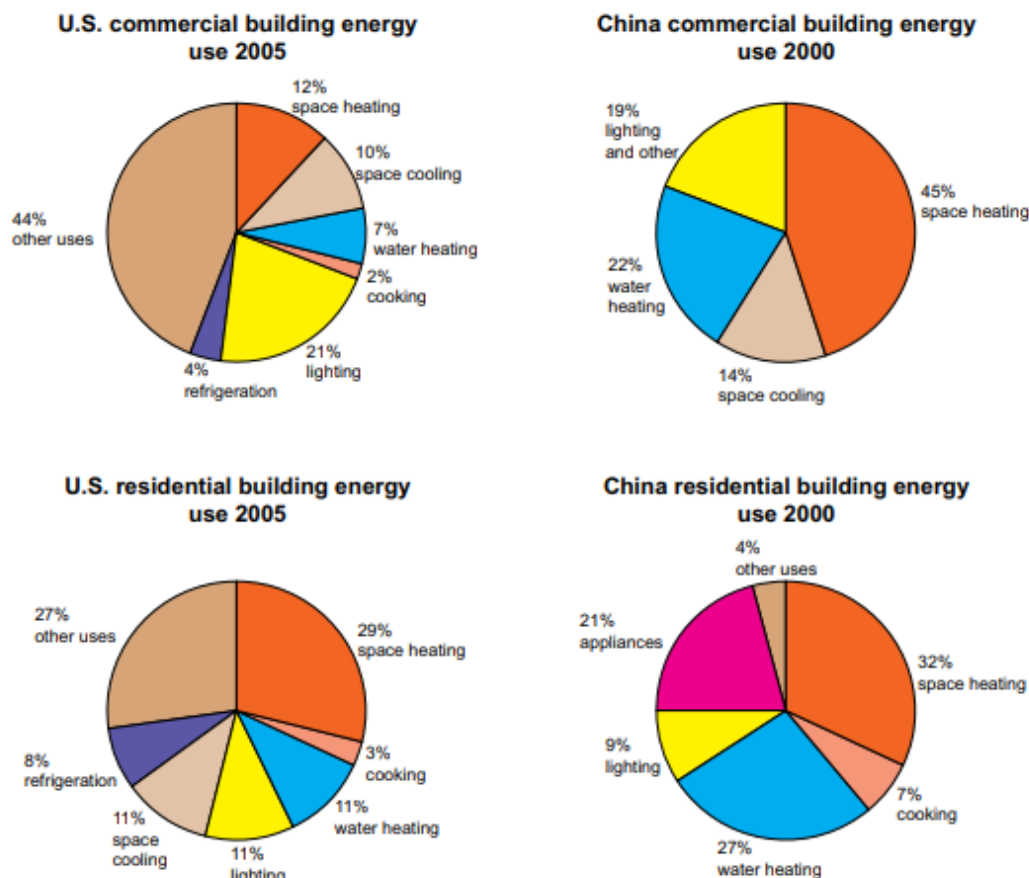 U.S. commercial building energy
use 2005
12%
space heating
10%
space cooling
7%
water heating
2%
cooking
21%
lighting
4%
refrigeration
44%
other uses
China commercial building energy
use 2000
19%
lighting
and other
45%
space heating
22%
water
heating
14%
space cooling
U.S. residential building energy
use 2005
27%
other uses
29%
space heating
3%
cooking
11%
water heating
11%
lighting
11%
space
cooling
8%
refrigeration
China residential building energy
use 2000
4%
other uses
21%
appliances
32%
space heating
9%
lighting
7%
cooking
27%
water heating